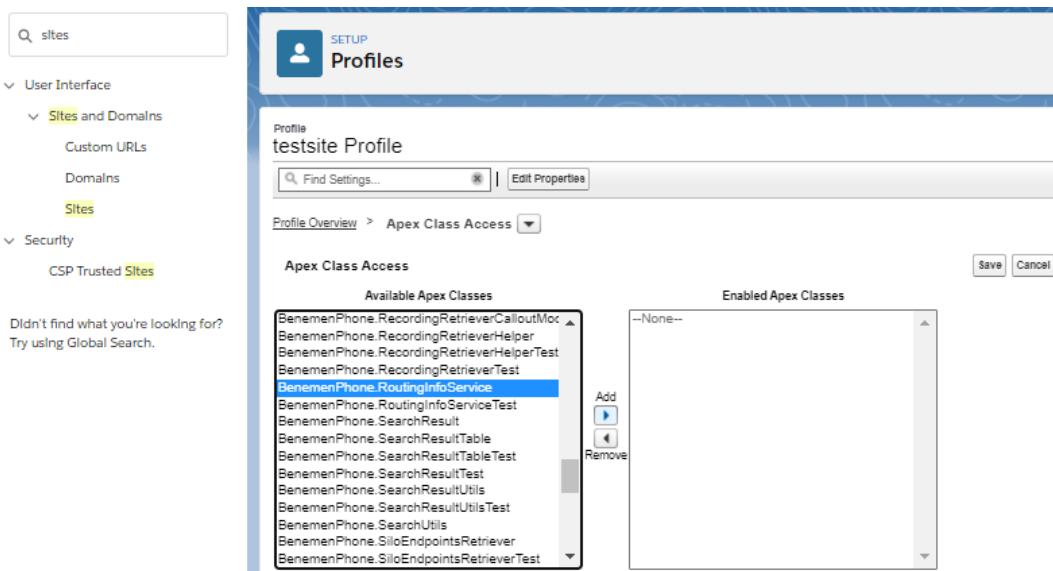 sites
User Interface
Sites and Domains
Custom URLs
Domains
Sites
Security
CSP Trusted Sites
Didn't find what you're looking for?
Try using Global Search.
SETUP
Profiles
Profile
testsite Profile
Find Settings...
Edit Properties
Profile Overview > Apex Class Access
Apex Class Access
Save Cancel
Available Apex Classes
BenemenPhone.RecordingRetrieverCalloutMoc
BenemenPhone.RecordingRetrieverHelper
BenemenPhone.RecordingRetrieverHelperTest
BenemenPhone.RecordingRetrieverTest
BenemenPhone.RoutingInfoService
BenemenPhone.RoutingInfoServiceTest
BenemenPhone.SearchResult
BenemenPhone.SearchResultTable
BenemenPhone.SearchResultTableTest
BenemenPhone.SearchResultTest
BenemenPhone.SearchResultUtils
BenemenPhone.SearchResultUtilsTest
BenemenPhone.SearchUtils
BenemenPhone.SiloEndpointsRetriever
BenemenPhone.SiloEndpointsRetrieverTest
Add
Remove
Enabled Apex Classes
--None--